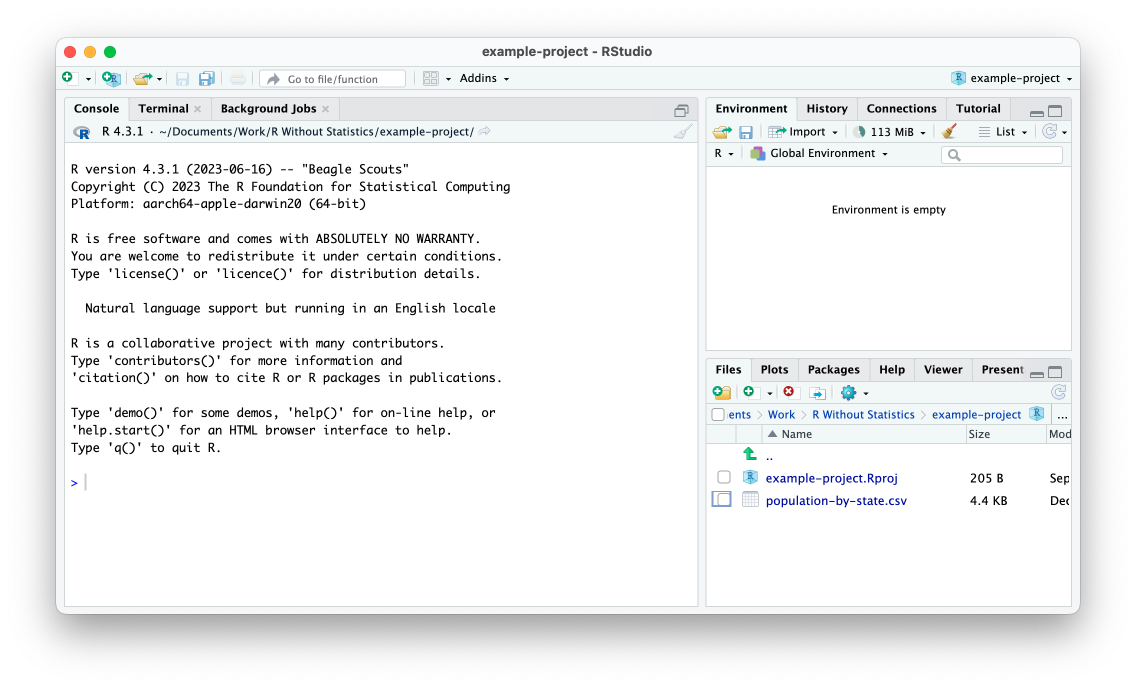 example-project - RStudio
Go to file/function
Addins
example-project
Console Terminal Background Jobs
R 4.3.1 · ~/Documents/Work/R Without Statistics/example-project/
R version 4.3.1 (2023-06-16) -- "Beagle Scouts"
Copyright (C) 2023 The R Foundation for Statistical Computing
Platform: aarch64-apple-darwin20 (64-bit)
R is free software and comes with ABSOLUTELY NO WARRANTY.
You are welcome to redistribute it under certain conditions.
Type 'license()' or 'licence()' for distribution details.
Natural language support but running in an English locale
R is a collaborative project with many contributors.
Type 'contributors()' for more information and
'citation()' on how to cite R or R packages in publications.
Type 'demo()' for some demos, 'help()' for on-line help, or
'help.start()' for an HTML browser interface to help.
Type 'q()' to quit R.
>
Environment History Connections Tutorial
Import 113 MiB List
R Global Environment
Environment is empty
Files Plots Packages Help Viewer Present
ents Work R Without Statistics example-project ...
Name Size Mod
..
example-project.Rproj 205 B Sep
population-by-state.csv 4.4 KB Dec